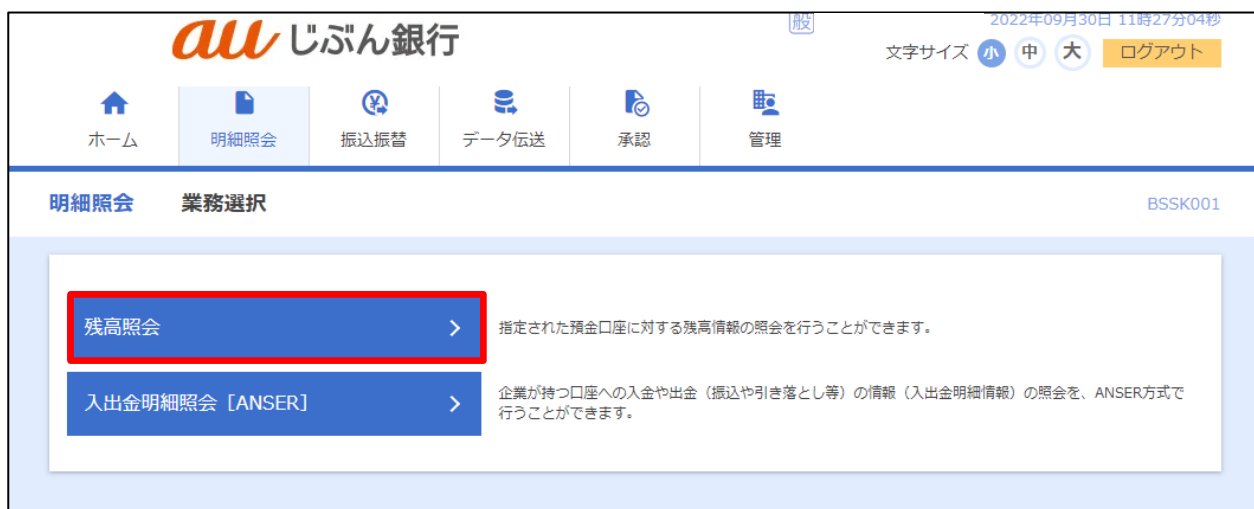 au じぶん銀行
般
2022年09月30日 11時27分04秒
文字サイズ 小 中 大 ログアウト
ホーム 明細照会 振込振替 データ伝送 承認 管理
明細照会 業務選択 BSSK001
残高照会
指定された預金口座に対する残高情報の照会を行うことができます。
入出金明細照会［ANSER］
企業が持つ口座への入金や出金（振込や引き落とし等）の情報（入出金明細情報）の照会を、ANSER方式で
行うことができます。